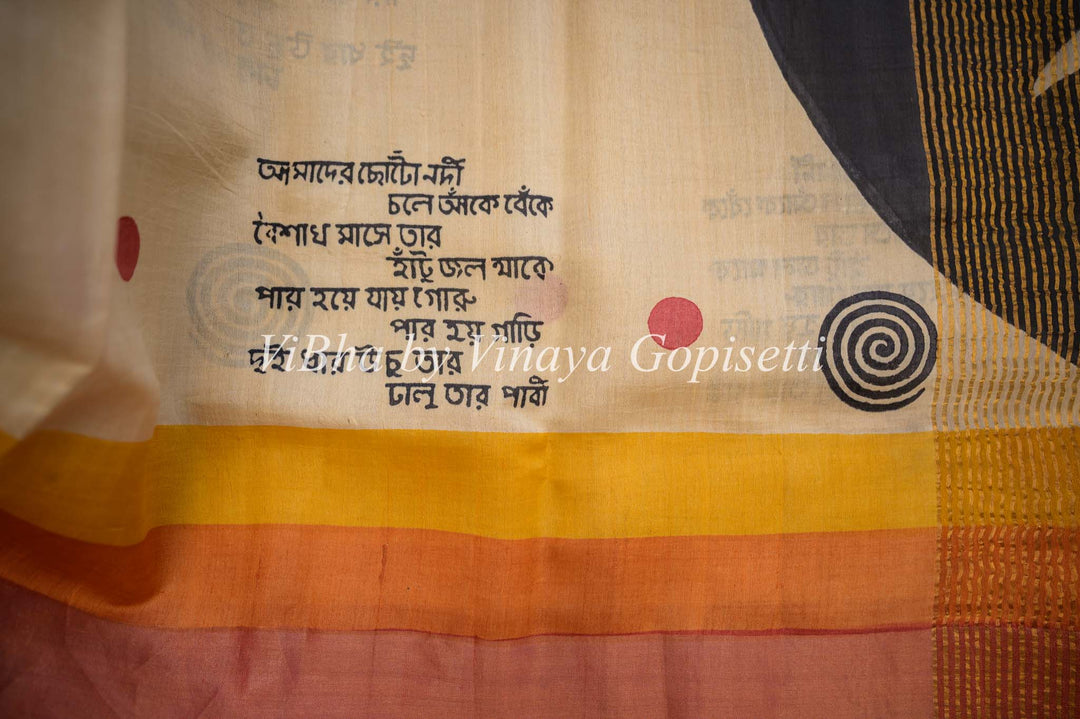 আমাদের ছোটো নদী
চলে আঁকে বেঁকে
বৈশাখ মাসে তার
হাঁটু জল থাকে
পার হয়ে যায় গোরু
পার হয় গাড়ি
দুই ধার উঁচু তার
ঢালু তার পাড়ি
ViBha by Vinaya Gopisetti